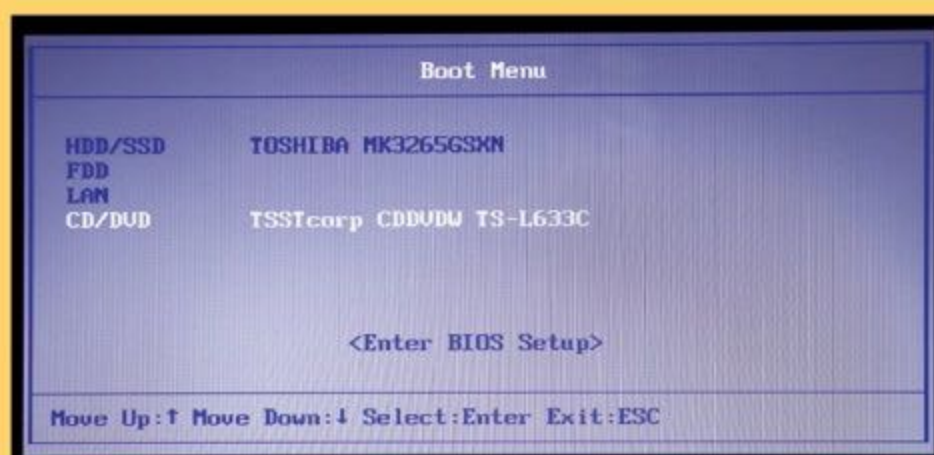 Boot Menu
HDD/SSD TOSHIBA MK3265GSXN
FDD
LAN
CD/DVD TSSTcorp CDDVDW TS-L633C
<Enter BIOS Setup>
Move Up:↑ Move Down:↓ Select:Enter Exit:ESC